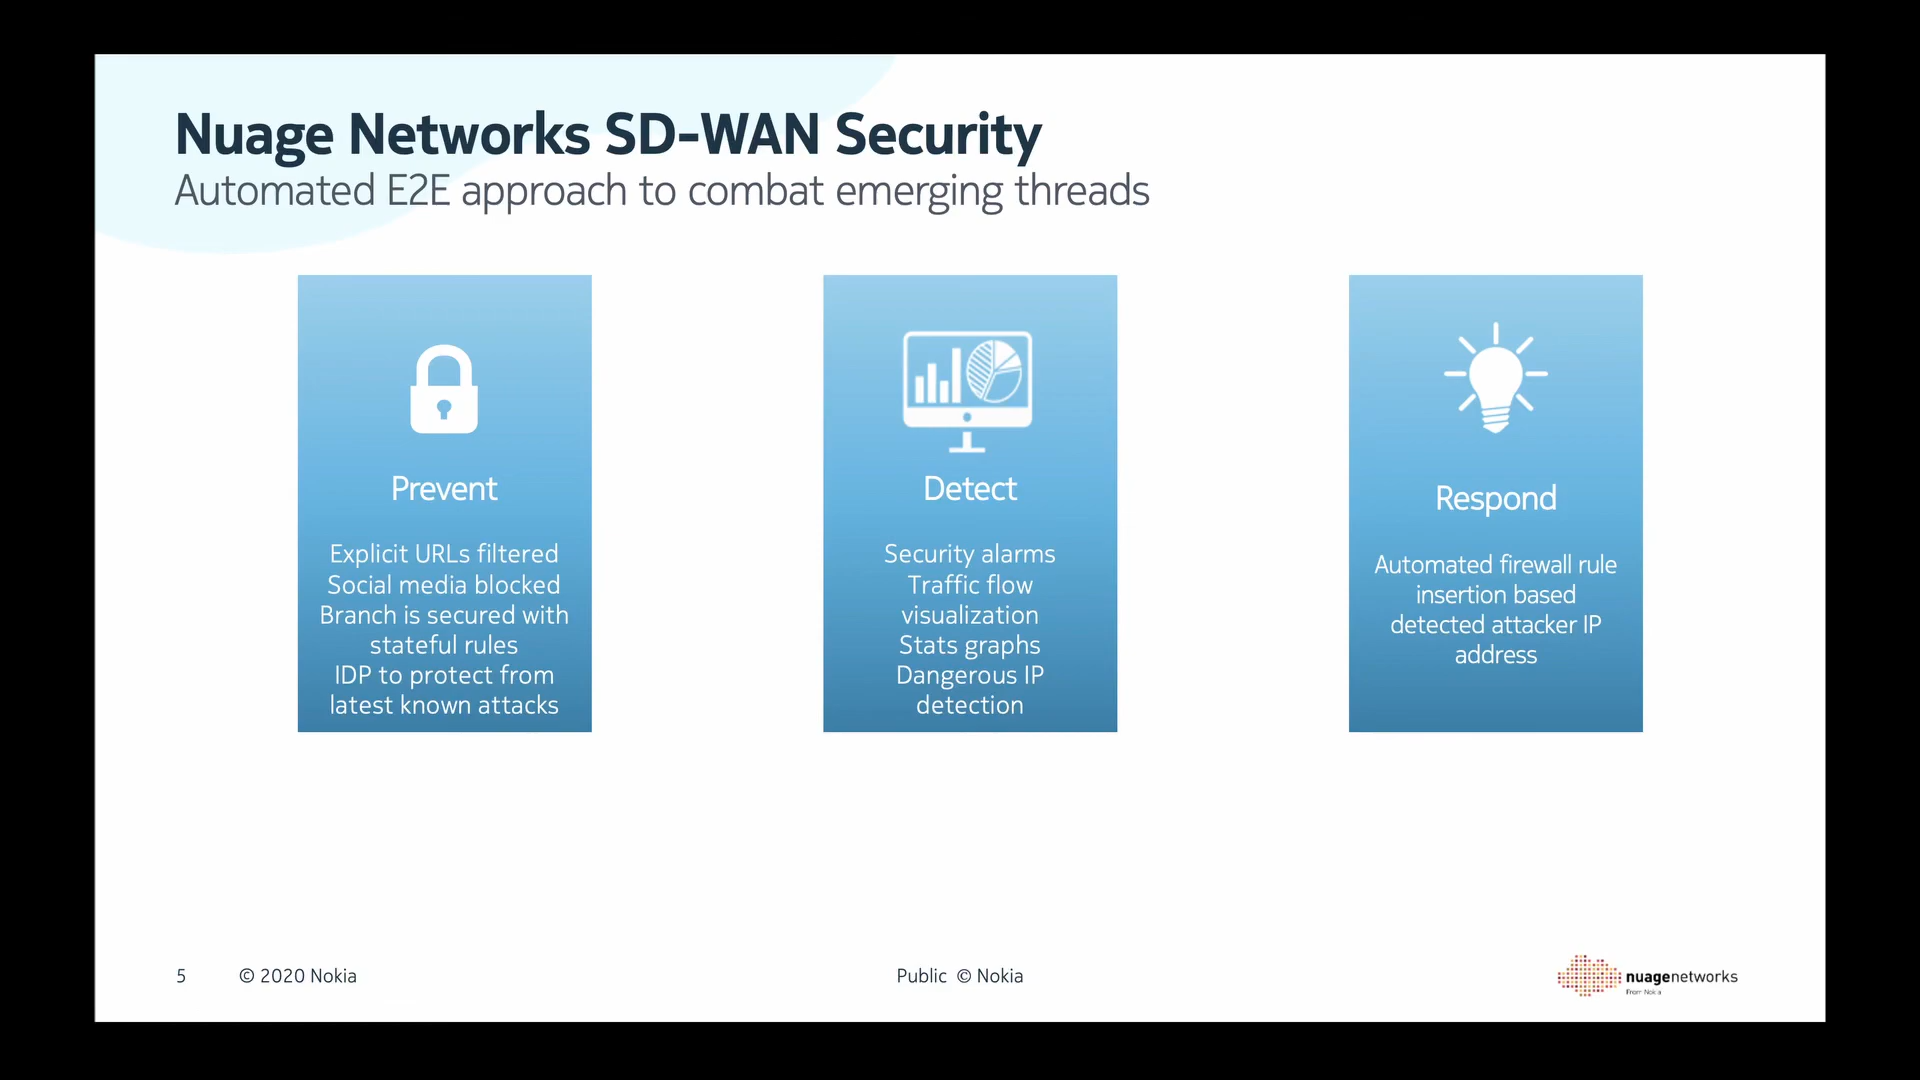 Nuage Networks SD-WAN Security
Automated E2E approach to combat emerging threads
Prevent
Explicit URLs filtered
Social media blocked
Branch is secured with
stateful rules
IDP to protect from
latest known attacks
Detect
Security alarms
Traffic flow
visualization
Stats graphs
Dangerous IP
detection
Respond
Automated firewall rule
insertion based
detected attacker IP
address
5
© 2020 Nokia
Public © Nokia
nuagenetworks
From Nokia